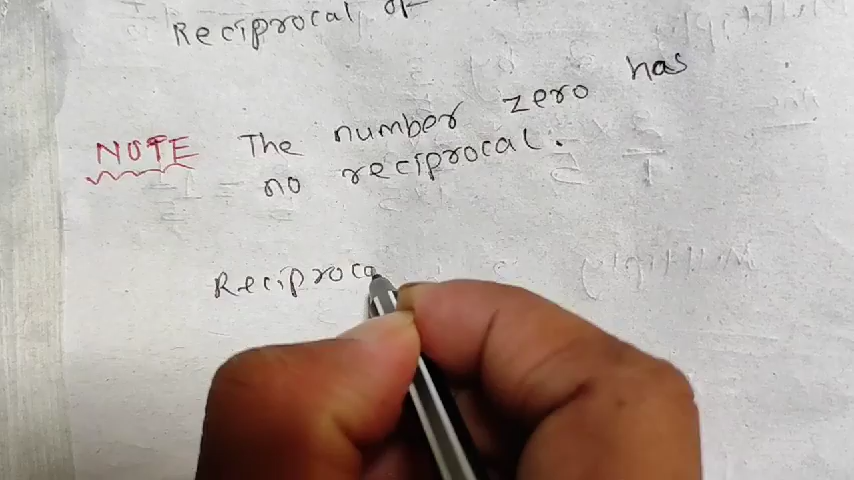 Reciprocal of
NOTE The number zero has
no reciprocal.
Reciproca